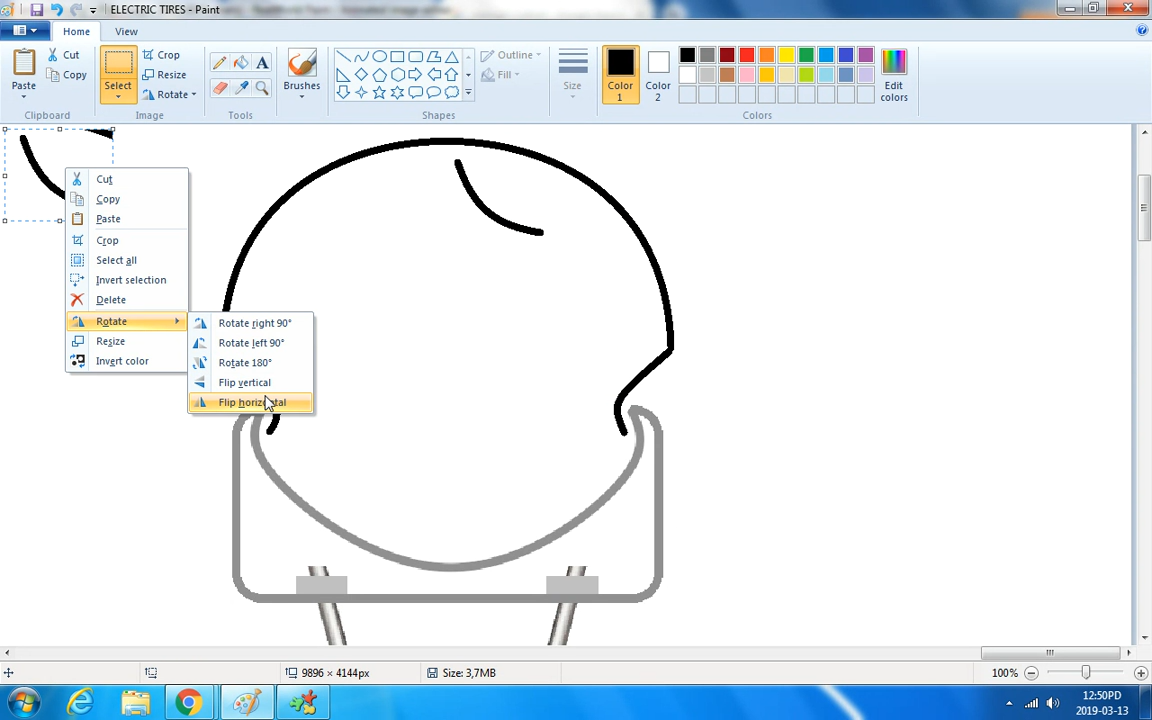 ELECTRIC TIRES - Paint
Home
View
Paste
Cut
Copy
Clipboard
Select
Crop
Resize
Rotate
Image
A
Tools
Brushes
Shapes
Outline
Fill
Size
Color 1
Color 2
Edit colors
Colors
Cut
Copy
Paste
Crop
Select all
Invert selection
Delete
Rotate
Resize
Invert color
Rotate right 90°
Rotate left 90°
Rotate 180°
Flip vertical
Flip horizontal
9896 × 4144px
Size: 3,7MB
100%
12:50PD
2019-03-13